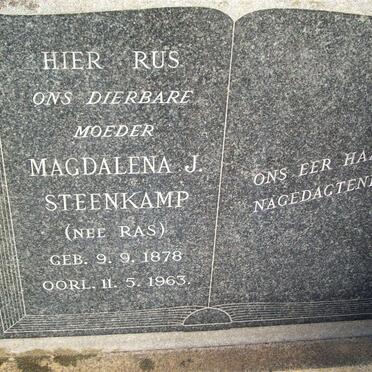 HIER RUS
ONS DIERBARE
MOEDER
MAGDALENA J.
STEENKAMP
(NEE RAS)
GEB. 9. 9. 1878
OORL. 11. 5. 1963.
ONS EER